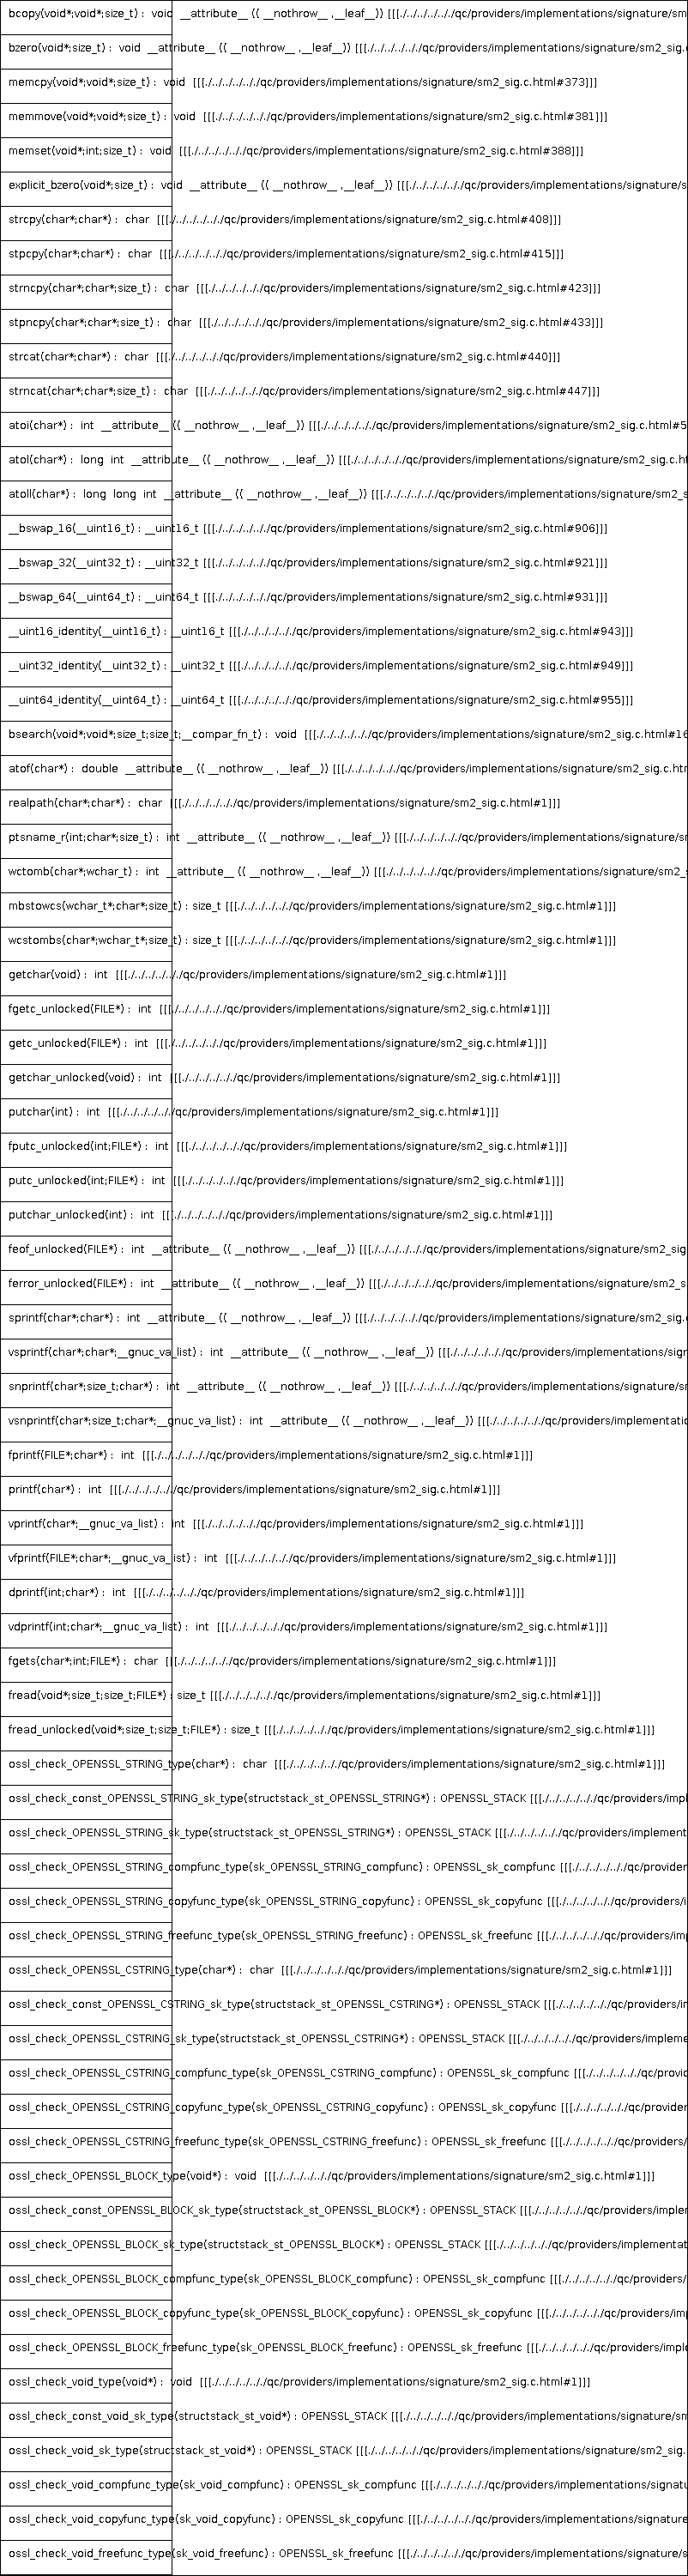 bcopy(void*;void*;size_t) : void __attribute__ (( __nothrow__ ,__leaf__)) [[[./../../../../qc/providers/implementations/signature/sm
bzero(void*;size_t) : void __attribute__ (( __nothrow__ ,__leaf__)) [[[./../../../../qc/providers/implementations/signature/sm2_sig.c
memcpy(void*;void*;size_t) : void [[[./../../../../qc/providers/implementations/signature/sm2_sig.c.html#373]]]
memmove(void*;void*;size_t) : void [[[./../../../../qc/providers/implementations/signature/sm2_sig.c.html#381]]]
memset(void*;int;size_t) : void [[[./../../../../qc/providers/implementations/signature/sm2_sig.c.html#388]]]
explicit_bzero(void*;size_t) : void __attribute__ (( __nothrow__ ,__leaf__)) [[[./../../../../qc/providers/implementations/signature/s
strcpy(char*;char*) : char [[[./../../../../qc/providers/implementations/signature/sm2_sig.c.html#408]]]
stpcpy(char*;char*) : char [[[./../../../../qc/providers/implementations/signature/sm2_sig.c.html#415]]]
strncpy(char*;char*;size_t) : char [[[./../../../../qc/providers/implementations/signature/sm2_sig.c.html#423]]]
stpncpy(char*;char*;size_t) : char [[[./../../../../qc/providers/implementations/signature/sm2_sig.c.html#433]]]
strcat(char*;char*) : char [[[./../../../../qc/providers/implementations/signature/sm2_sig.c.html#440]]]
strncat(char*;char*;size_t) : char [[[./../../../../qc/providers/implementations/signature/sm2_sig.c.html#447]]]
atoi(char*) : int __attribute__ (( __nothrow__ ,__leaf__)) [[[./../../../../qc/providers/implementations/signature/sm2_sig.c.html#5
atol(char*) : long int __attribute__ (( __nothrow__ ,__leaf__)) [[[./../../../../qc/providers/implementations/signature/sm2_sig.c.ht
atoll(char*) : long long int __attribute__ (( __nothrow__ ,__leaf__)) [[[./../../../../qc/providers/implementations/signature/sm2_s
__bswap_16(__uint16_t) : __uint16_t [[[./../../../../qc/providers/implementations/signature/sm2_sig.c.html#906]]]
__bswap_32(__uint32_t) : __uint32_t [[[./../../../../qc/providers/implementations/signature/sm2_sig.c.html#921]]]
__bswap_64(__uint64_t) : __uint64_t [[[./../../../../qc/providers/implementations/signature/sm2_sig.c.html#931]]]
__uint16_identity(__uint16_t) : __uint16_t [[[./../../../../qc/providers/implementations/signature/sm2_sig.c.html#943]]]
__uint32_identity(__uint32_t) : __uint32_t [[[./../../../../qc/providers/implementations/signature/sm2_sig.c.html#949]]]
__uint64_identity(__uint64_t) : __uint64_t [[[./../../../../qc/providers/implementations/signature/sm2_sig.c.html#955]]]
bsearch(void*;void*;size_t;size_t;__compar_fn_t) : void [[[./../../../../qc/providers/implementations/signature/sm2_sig.c.html#16
atof(char*) : double __attribute__ (( __nothrow__ ,__leaf__)) [[[./../../../../qc/providers/implementations/signature/sm2_sig.c.htm
realpath(char*;char*) : char [[[./../../../../qc/providers/implementations/signature/sm2_sig.c.html#1]]]
ptsname_r(int;char*;size_t) : int __attribute__ (( __nothrow__ ,__leaf__)) [[[./../../../../qc/providers/implementations/signature/sm
wctomb(char*;wchar_t) : int __attribute__ (( __nothrow__ ,__leaf__)) [[[./../../../../qc/providers/implementations/signature/sm2_
mbstowcs(wchar_t*;char*;size_t) : size_t [[[./../../../../qc/providers/implementations/signature/sm2_sig.c.html#1]]]
wcstombs(char*;wchar_t*;size_t) : size_t [[[./../../../../qc/providers/implementations/signature/sm2_sig.c.html#1]]]
getchar(void) : int [[[./../../../../qc/providers/implementations/signature/sm2_sig.c.html#1]]]
fgetc_unlocked(FILE*) : int [[[./../../../../qc/providers/implementations/signature/sm2_sig.c.html#1]]]
getc_unlocked(FILE*) : int [[[./../../../../qc/providers/implementations/signature/sm2_sig.c.html#1]]]
getchar_unlocked(void) : int [[[./../../../../qc/providers/implementations/signature/sm2_sig.c.html#1]]]
putchar(int) : int [[[./../../../../qc/providers/implementations/signature/sm2_sig.c.html#1]]]
fputc_unlocked(int;FILE*) : int [[[./../../../../qc/providers/implementations/signature/sm2_sig.c.html#1]]]
putc_unlocked(int;FILE*) : int [[[./../../../../qc/providers/implementations/signature/sm2_sig.c.html#1]]]
putchar_unlocked(int) : int [[[./../../../../qc/providers/implementations/signature/sm2_sig.c.html#1]]]
feof_unlocked(FILE*) : int __attribute__ (( __nothrow__ ,__leaf__)) [[[./../../../../qc/providers/implementations/signature/sm2_sig
ferror_unlocked(FILE*) : int __attribute__ (( __nothrow__ ,__leaf__)) [[[./../../../../qc/providers/implementations/signature/sm2_s
sprintf(char*;char*) : int __attribute__ (( __nothrow__ ,__leaf__)) [[[./../../../../qc/providers/implementations/signature/sm2_sig.c
vsprintf(char*;char*;__gnuc_va_list) : int __attribute__ (( __nothrow__ ,__leaf__)) [[[./../../../../qc/providers/implementations/sign
snprintf(char*;size_t;char*) : int __attribute__ (( __nothrow__ ,__leaf__)) [[[./../../../../qc/providers/implementations/signature/sm
vsnprintf(char*;size_t;char*;__gnuc_va_list) : int __attribute__ (( __nothrow__ ,__leaf__)) [[[./../../../../qc/providers/implementatio
fprintf(FILE*;char*) : int [[[./../../../../qc/providers/implementations/signature/sm2_sig.c.html#1]]]
printf(char*) : int [[[./../../../../qc/providers/implementations/signature/sm2_sig.c.html#1]]]
vprintf(char*;__gnuc_va_list) : int [[[./../../../../qc/providers/implementations/signature/sm2_sig.c.html#1]]]
vfprintf(FILE*;char*;__gnuc_va_list) : int [[[./../../../../qc/providers/implementations/signature/sm2_sig.c.html#1]]]
dprintf(int;char*) : int [[[./../../../../qc/providers/implementations/signature/sm2_sig.c.html#1]]]
vdprintf(int;char*;__gnuc_va_list) : int [[[./../../../../qc/providers/implementations/signature/sm2_sig.c.html#1]]]
fgets(char*;int;FILE*) : char [[[./../../../../qc/providers/implementations/signature/sm2_sig.c.html#1]]]
fread(void*;size_t;size_t;FILE*) : size_t [[[./../../../../qc/providers/implementations/signature/sm2_sig.c.html#1]]]
fread_unlocked(void*;size_t;size_t;FILE*) : size_t [[[./../../../../qc/providers/implementations/signature/sm2_sig.c.html#1]]]
ossl_check_OPENSSL_STRING_type(char*) : char [[[./../../../../qc/providers/implementations/signature/sm2_sig.c.html#1]]]
ossl_check_const_OPENSSL_STRING_sk_type(structstack_st_OPENSSL_STRING*) : OPENSSL_STACK [[[./../../../../qc/providers/impl
ossl_check_OPENSSL_STRING_sk_type(structstack_st_OPENSSL_STRING*) : OPENSSL_STACK [[[./../../../../qc/providers/implement
ossl_check_OPENSSL_STRING_compfunc_type(sk_OPENSSL_STRING_compfunc) : OPENSSL_sk_compfunc [[[./../../../../qc/provider
ossl_check_OPENSSL_STRING_copyfunc_type(sk_OPENSSL_STRING_copyfunc) : OPENSSL_sk_copyfunc [[[./../../../../qc/providers/i
ossl_check_OPENSSL_STRING_freefunc_type(sk_OPENSSL_STRING_freefunc) : OPENSSL_sk_freefunc [[[./../../../../qc/providers/imp
ossl_check_OPENSSL_CSTRING_type(char*) : char [[[./../../../../qc/providers/implementations/signature/sm2_sig.c.html#1]]]
ossl_check_const_OPENSSL_CSTRING_sk_type(structstack_st_OPENSSL_CSTRING*) : OPENSSL_STACK [[[./../../../../qc/providers/im
ossl_check_OPENSSL_CSTRING_sk_type(structstack_st_OPENSSL_CSTRING*) : OPENSSL_STACK [[[./../../../../qc/providers/impleme
ossl_check_OPENSSL_CSTRING_compfunc_type(sk_OPENSSL_CSTRING_compfunc) : OPENSSL_sk_compfunc [[[./../../../../qc/provid
ossl_check_OPENSSL_CSTRING_copyfunc_type(sk_OPENSSL_CSTRING_copyfunc) : OPENSSL_sk_copyfunc [[[./../../../../qc/provider
ossl_check_OPENSSL_CSTRING_freefunc_type(sk_OPENSSL_CSTRING_freefunc) : OPENSSL_sk_freefunc [[[./../../../../qc/providers/
ossl_check_OPENSSL_BLOCK_type(void*) : void [[[./../../../../qc/providers/implementations/signature/sm2_sig.c.html#1]]]
ossl_check_const_OPENSSL_BLOCK_sk_type(structstack_st_OPENSSL_BLOCK*) : OPENSSL_STACK [[[./../../../../qc/providers/implem
ossl_check_OPENSSL_BLOCK_sk_type(structstack_st_OPENSSL_BLOCK*) : OPENSSL_STACK [[[./../../../../qc/providers/implementat
ossl_check_OPENSSL_BLOCK_compfunc_type(sk_OPENSSL_BLOCK_compfunc) : OPENSSL_sk_compfunc [[[./../../../../qc/providers/
ossl_check_OPENSSL_BLOCK_copyfunc_type(sk_OPENSSL_BLOCK_copyfunc) : OPENSSL_sk_copyfunc [[[./../../../../qc/providers/imp
ossl_check_OPENSSL_BLOCK_freefunc_type(sk_OPENSSL_BLOCK_freefunc) : OPENSSL_sk_freefunc [[[./../../../../qc/providers/imple
ossl_check_void_type(void*) : void [[[./../../../../qc/providers/implementations/signature/sm2_sig.c.html#1]]]
ossl_check_const_void_sk_type(structstack_st_void*) : OPENSSL_STACK [[[./../../../../qc/providers/implementations/signature/sm
ossl_check_void_sk_type(structstack_st_void*) : OPENSSL_STACK [[[./../../../../qc/providers/implementations/signature/sm2_sig.
ossl_check_void_compfunc_type(sk_void_compfunc) : OPENSSL_sk_compfunc [[[./../../../../qc/providers/implementations/signatu
ossl_check_void_copyfunc_type(sk_void_copyfunc) : OPENSSL_sk_copyfunc [[[./../../../../qc/providers/implementations/signature
ossl_check_void_freefunc_type(sk_void_freefunc) : OPENSSL_sk_freefunc [[[./../../../../qc/providers/implementations/signature/s